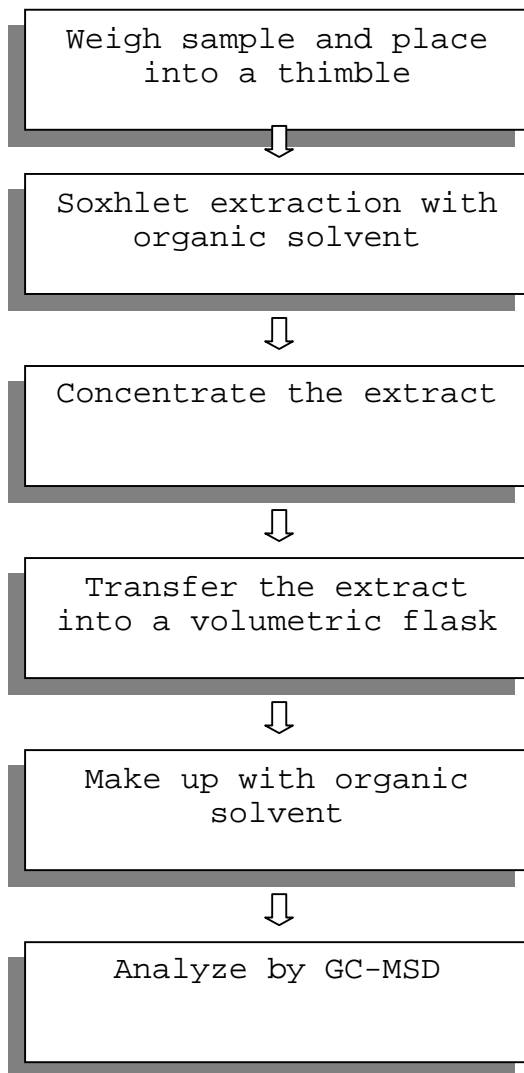 Weigh sample and place
into a thimble
Soxhlet extraction with
organic solvent
Concentrate the extract
Transfer the extract
into a volumetric flask
Make up with organic
solvent
Analyze by GC-MSD